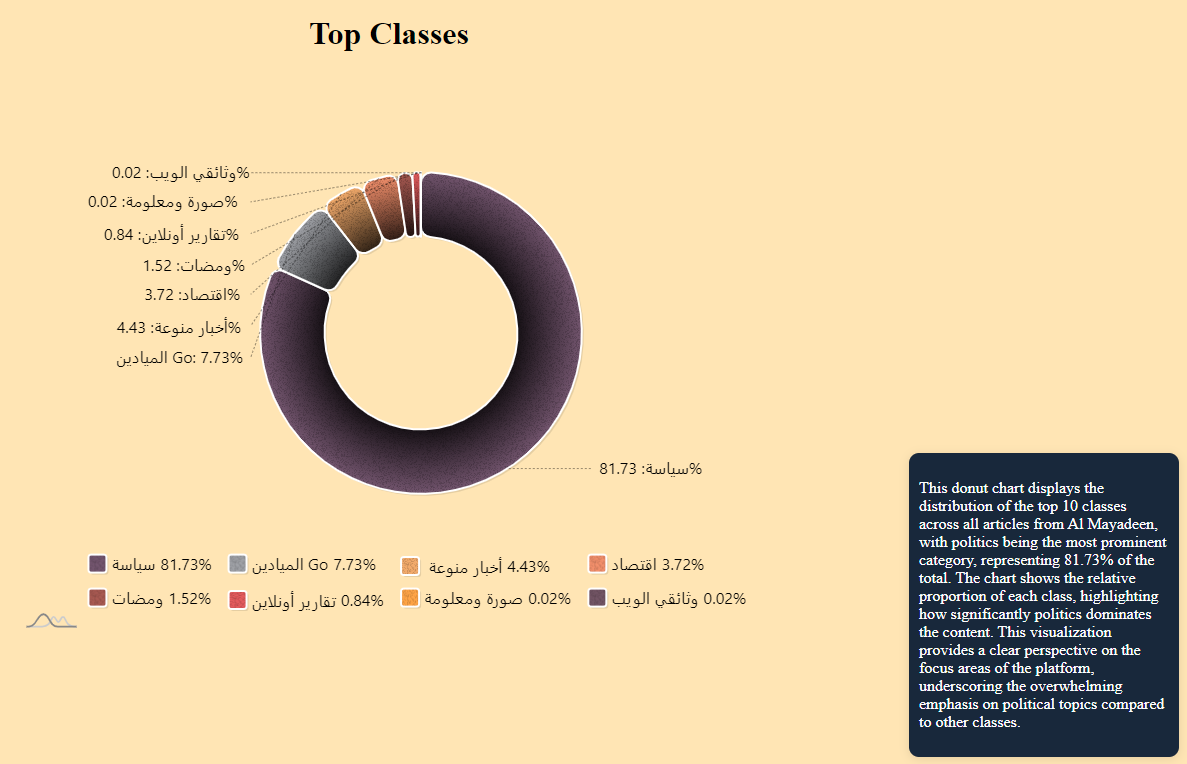 Top Classes
وثائقي الويب: 0.02%
صورة ومعلومة: 0.02%
تقارير أونلاين: 0.84%
ومضات: 1.52%
اقتصاد: 3.72%
أخبار منوعة: 4.43%
الميادين Go: 7.73%
سياسة: 81.73%
سياسة 81.73% الميادين Go 7.73% أخبار منوعة 4.43% اقتصاد 3.72%
ومضات 1.52% تقارير أونلاين 0.84% صورة ومعلومة 0.02% وثائقي الويب 0.02%
This donut chart displays the
distribution of the top 10 classes
across all articles from Al Mayadeen,
with politics being the most prominent
category, representing 81.73% of the
total. The chart shows the relative
proportion of each class, highlighting
how significantly politics dominates
the content. This visualization
provides a clear perspective on the
focus areas of the platform,
underscoring the overwhelming
emphasis on political topics compared
to other classes.